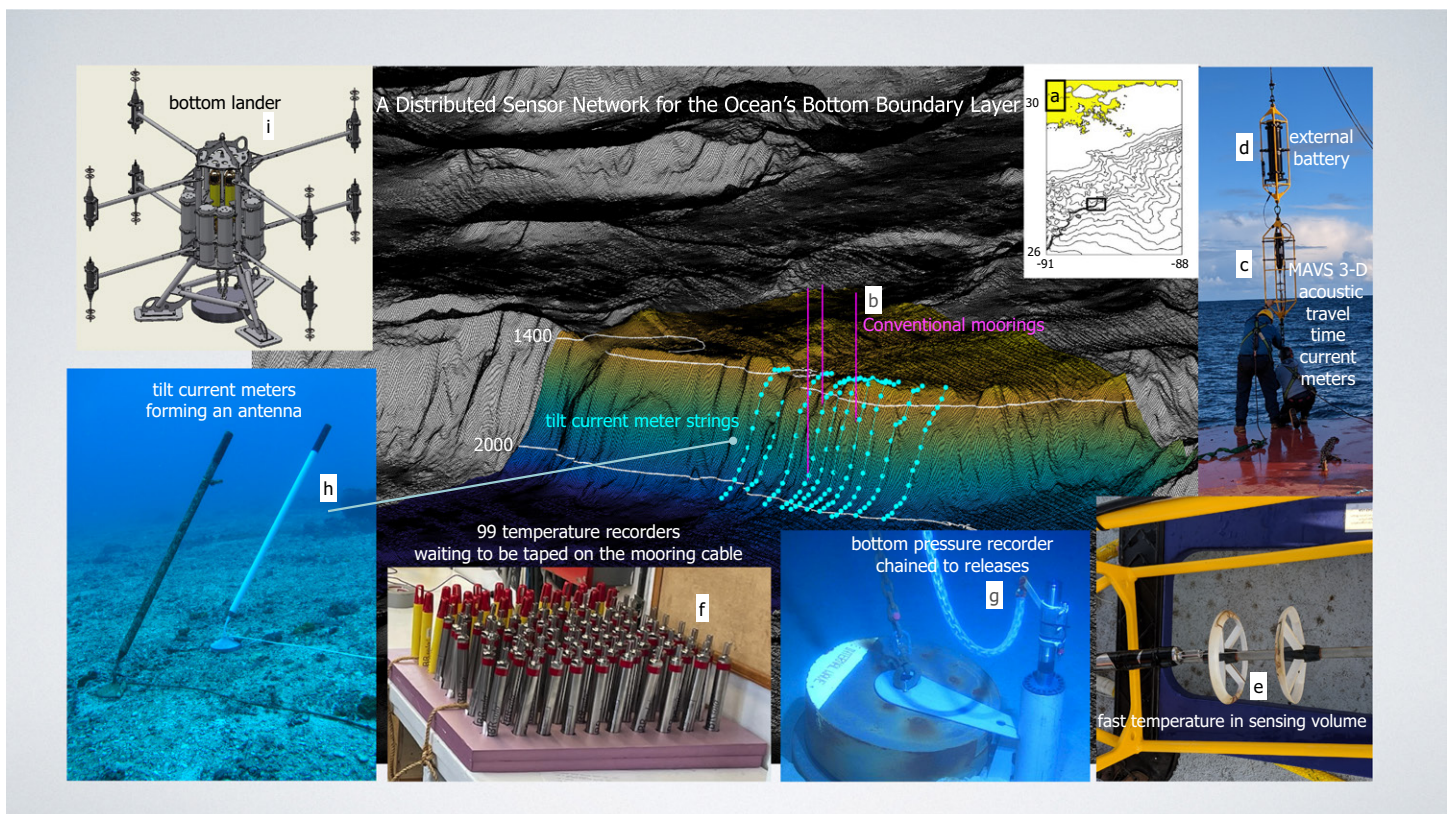 bottom lander
i
A Distributed Sensor Network for the Ocean's Bottom Boundary Layer
30
a
26
-91
-88
d
external
battery
c
MAVS 3-D
acoustic
travel
time
current
meters
b
Conventional moorings
1400
tilt current meter strings
2000
tilt current meters
forming an antenna
h
99 temperature recorders
waiting to be taped on the mooring cable
f
bottom pressure recorder
chained to releases
g
e
fast temperature in sensing volume